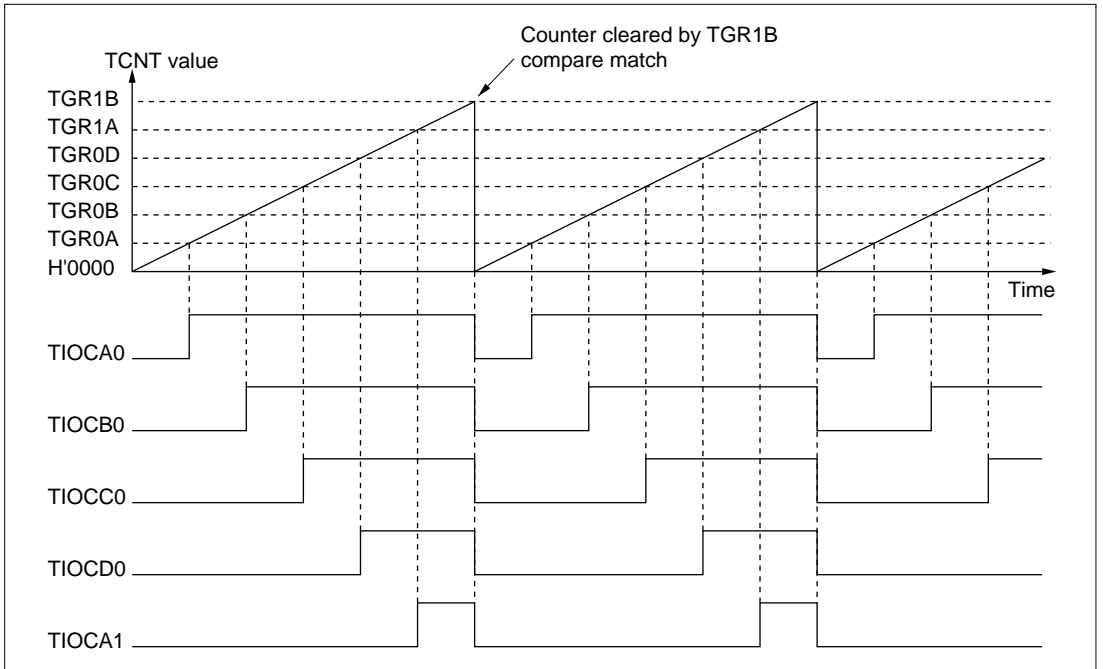 Counter cleared by TGR1B
compare match
TCNT value
TGR1B
TGR1A
TGR0D
TGR0C
TGR0B
TGR0A
H'0000
Time
TIOCA0
TIOCB0
TIOCC0
TIOCD0
TIOCA1